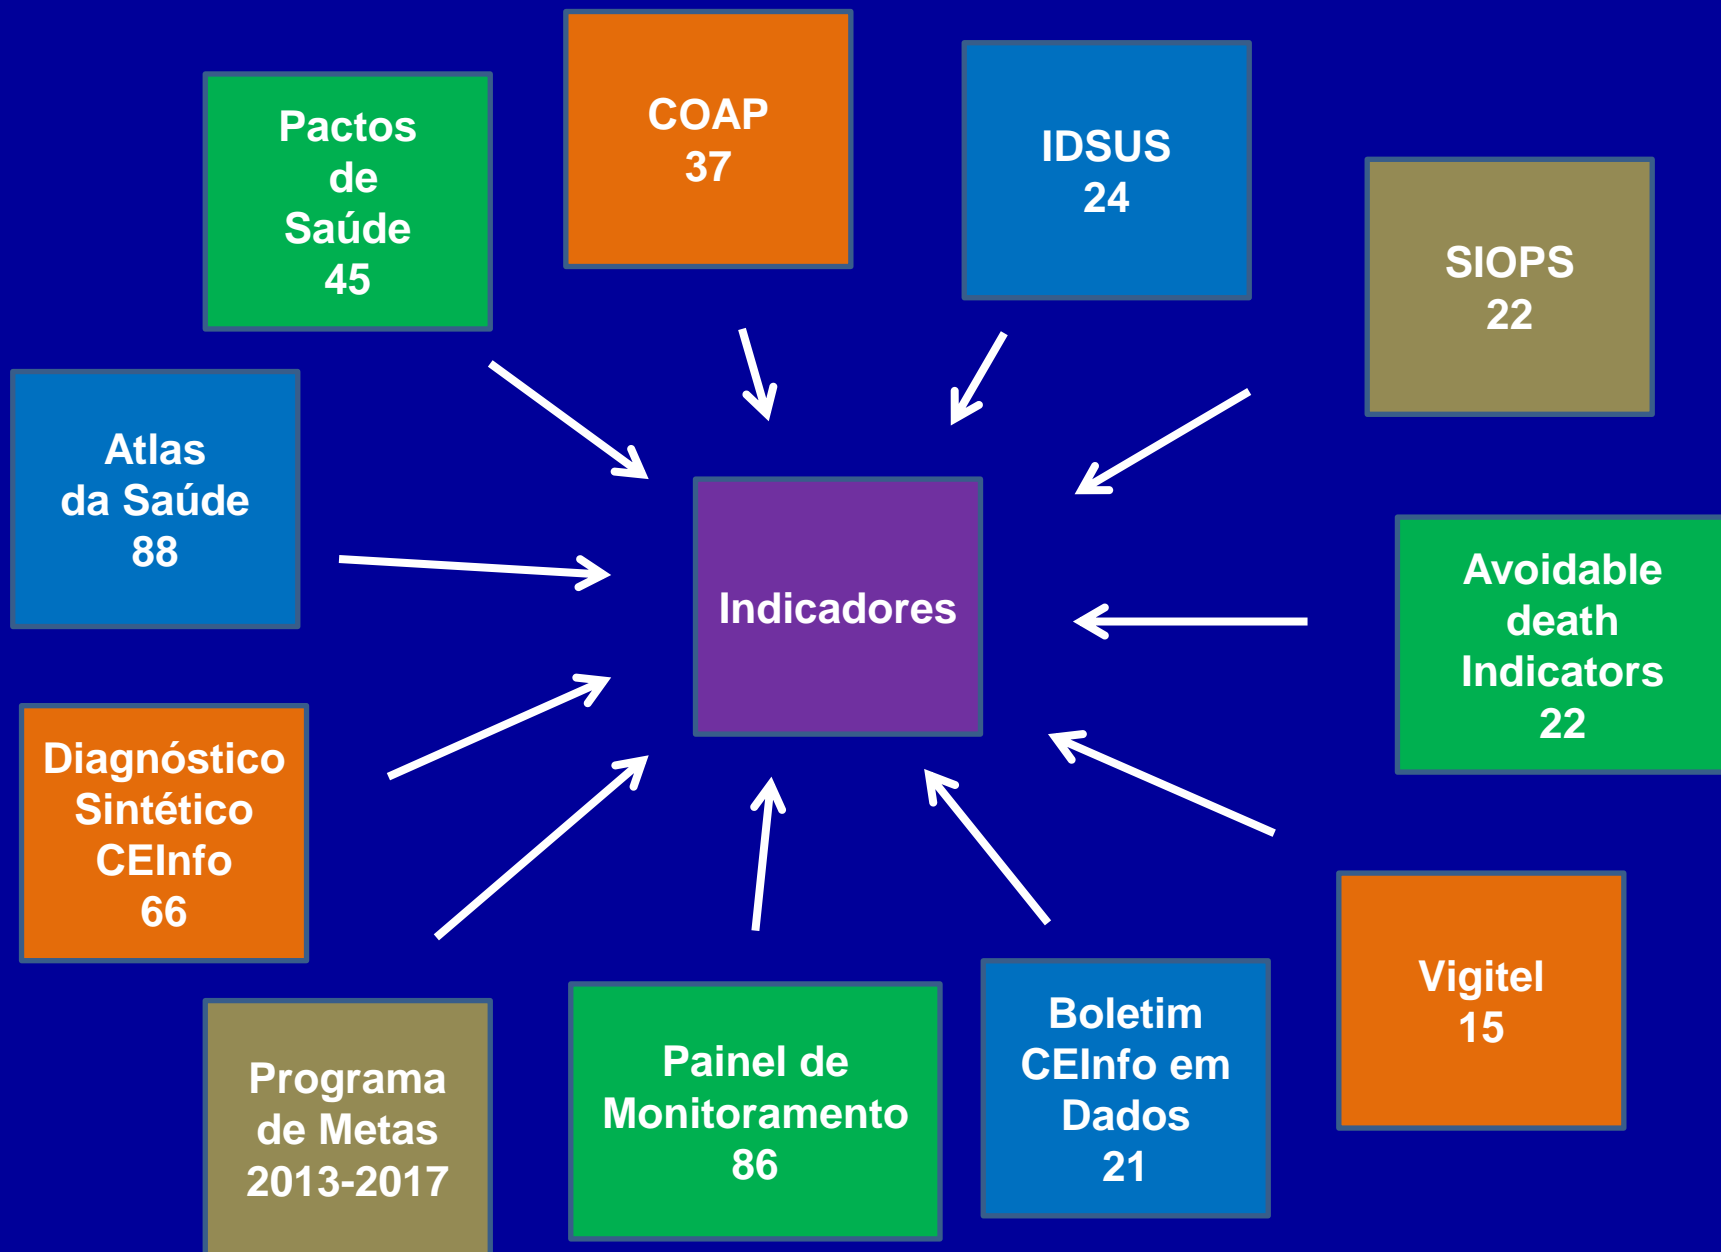 Pactos
de
Saúde
45
COAP
37
IDSUS
24
SIOPS
22
Atlas
da Saúde
88
Indicadores
Avoidable
death
Indicators
22
Diagnóstico
Sintético
CEInfo
66
Programa
de Metas
2013-2017
Painel de
Monitoramento
86
Boletim
CEInfo em
Dados
21
Vigitel
15